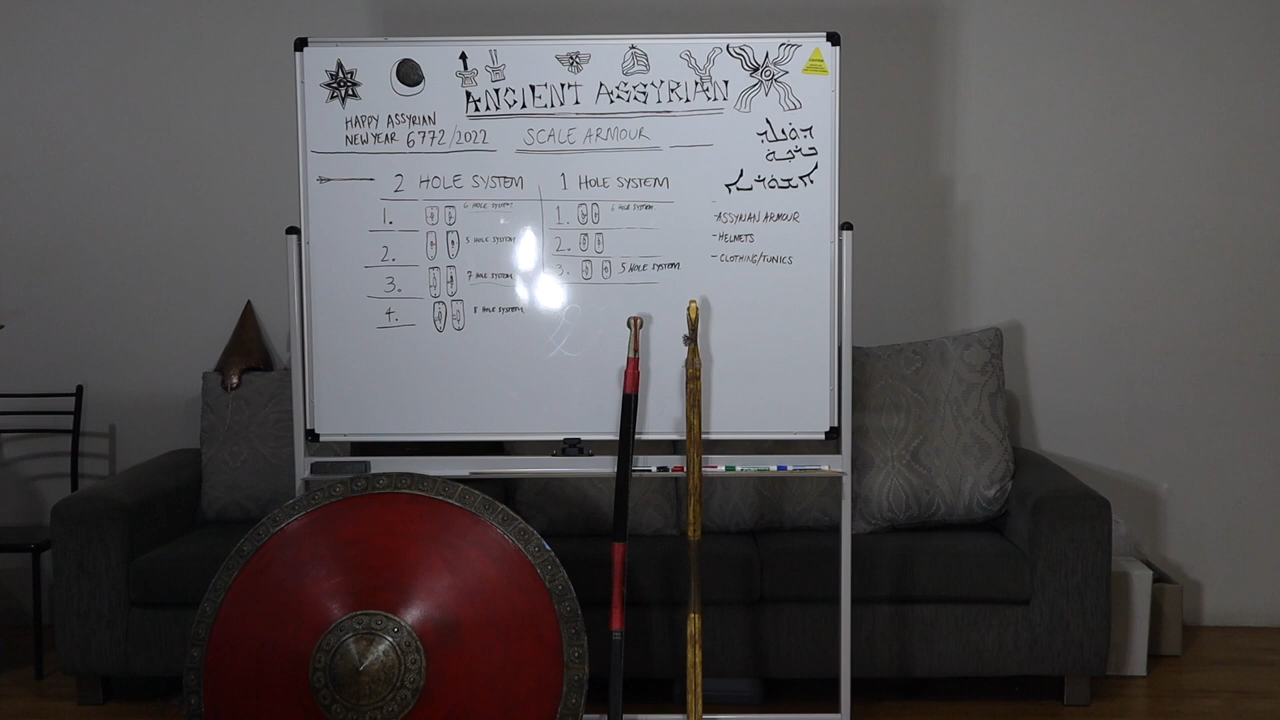 ANCIENT ASSYRIAN
HAPPY ASSYRIAN
NEW YEAR 6772/2022
SCALE ARMOUR
2 HOLE SYSTEM
1. 6 HOLE SYSTEM
2. 5 HOLE SYSTEM
3. 7 HOLE SYSTEM
4. 8 HOLE SYSTEM
1 HOLE SYSTEM
1. 6 HOLE SYSTEM
2.
3. 5 HOLE SYSTEM
-ASSYRIAN ARMOUR
-HELMETS
-CLOTHING/TUNICS